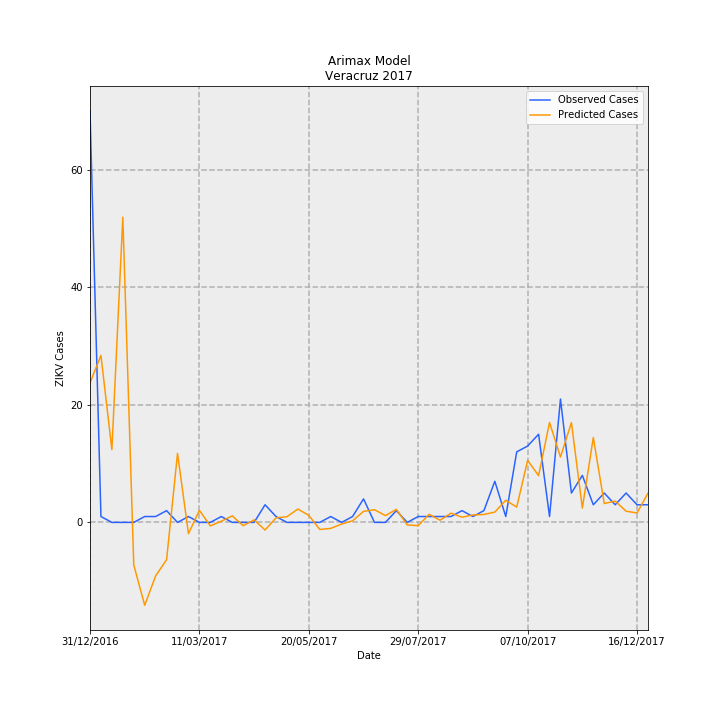 Arimax Model
Veracruz 2017
Observed Cases
Predicted Cases
60
40
20
0
ZIKV Cases
31/12/2016 11/03/2017 20/05/2017 29/07/2017 07/10/2017 16/12/2017
Date